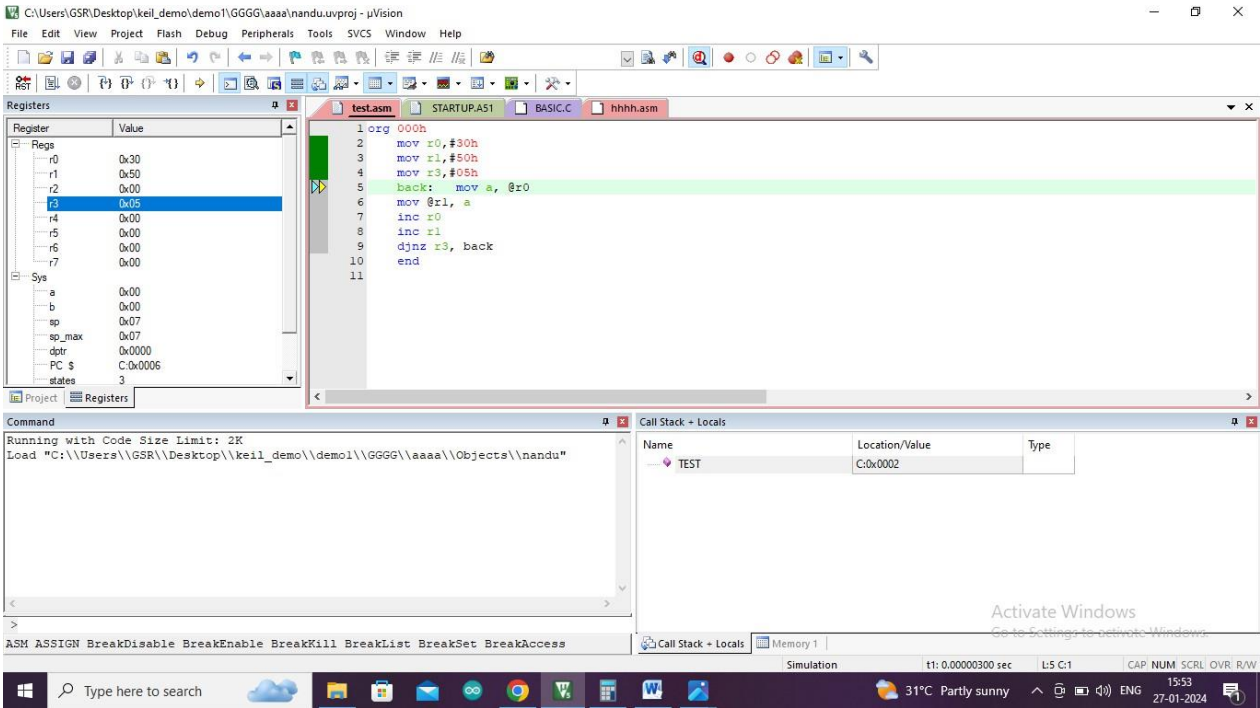 C:\Users\GSR\Desktop\keil_demo\demo1\GGGG\aaaa\nandu.uvproj - µVision
File Edit View Project Flash Debug Peripherals Tools SVCS Window Help
RST
Registers
Register Value
Regs
r0 0x30
r1 0x50
r2 0x00
r3 0x05
r4 0x00
r5 0x00
r6 0x00
r7 0x00
Sys
a 0x00
b 0x00
sp 0x07
sp_max 0x07
dptr 0x0000
PC $ C:0x0006
states 3
Project Registers
test.asm STARTUP.A51 BASIC.C hhhh.asm
1 org 000h
2 mov r0,#30h
3 mov r1,#50h
4 mov r3,#05h
5 back: mov a, @r0
6 mov @r1, a
7 inc r0
8 inc r1
9 djnz r3, back
10 end
11
Command
Running with Code Size Limit: 2K
Load "C:\\Users\\GSR\\Desktop\\keil_demo\\demo1\\GGGG\\aaaa\\Objects\\nandu"
>
ASM ASSIGN BreakDisable BreakEnable BreakKill BreakList BreakSet BreakAccess
Call Stack + Locals
Name Location/Value Type
TEST C:0x0002
Activate Windows
Go to Settings to activate Windows.
Call Stack + Locals Memory 1
Simulation t1: 0.00000300 sec L:5 C:1 CAP NUM SCRL OVR R/W
Type here to search
31°C Partly sunny ENG 15:53
27-01-2024
1